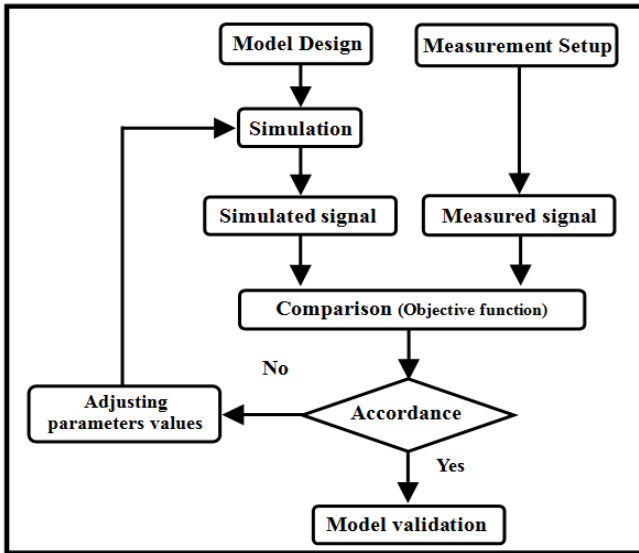 Model Design
Measurement Setup
Simulation
Simulated signal
Measured signal
Comparison (Objective function)
No
Adjusting
parameters values
Accordance
Yes
Model validation